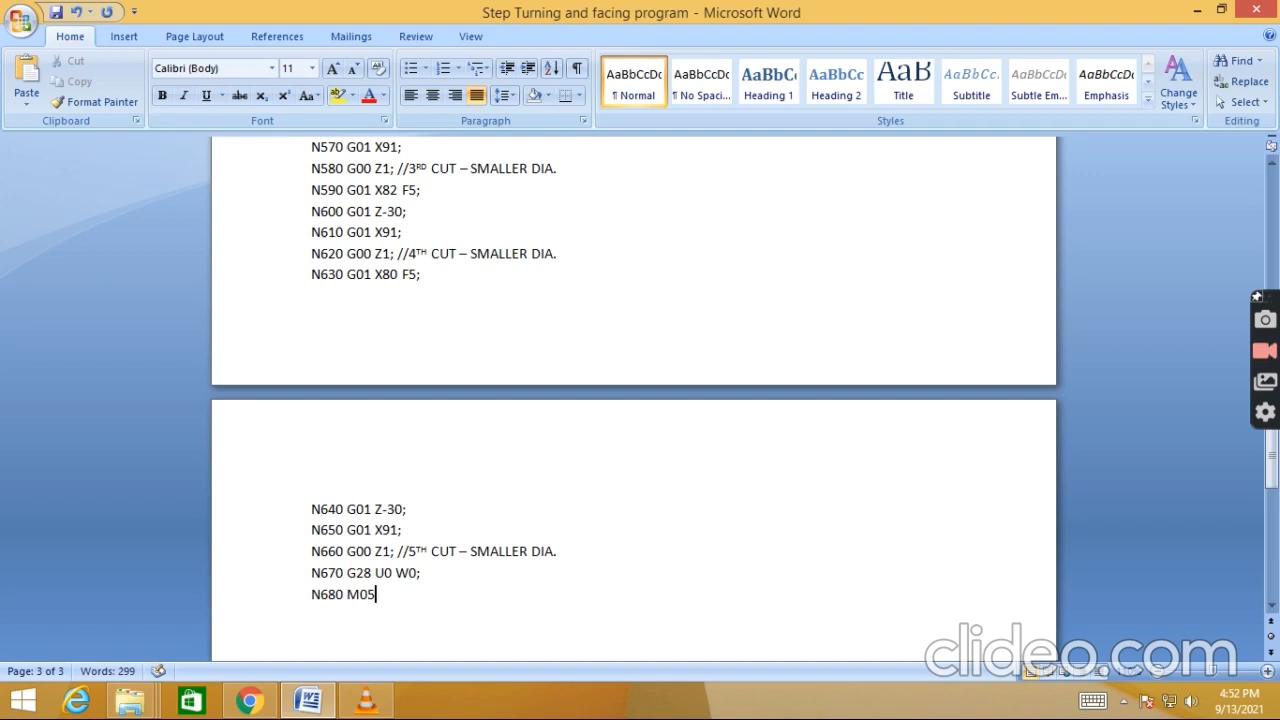 Step Turning and facing program - Microsoft Word
Home Insert Page Layout References Mailings Review View
Paste
Cut
Copy
Format Painter
Clipboard
Calibri (Body) 11
Font
Paragraph
AaBbCcDc AaBbCcDc AaBbC AaBbCc AaB AaBbCc. AaBbCcDc AaBbCcDc
¶ Normal ¶ No Spaci... Heading 1 Heading 2 Title Subtitle Subtle Em... Emphasis
Change Styles
Styles
Find
Replace
Select
Editing
N570 G01 X91;
N580 G00 Z1; //3RD CUT – SMALLER DIA.
N590 G01 X82 F5;
N600 G01 Z-30;
N610 G01 X91;
N620 G00 Z1; //4TH CUT – SMALLER DIA.
N630 G01 X80 F5;
N640 G01 Z-30;
N650 G01 X91;
N660 G00 Z1; //5TH CUT – SMALLER DIA.
N670 G28 U0 W0;
N680 M05
clideo.com
Page: 3 of 3 Words: 299
4:52 PM
9/13/2021